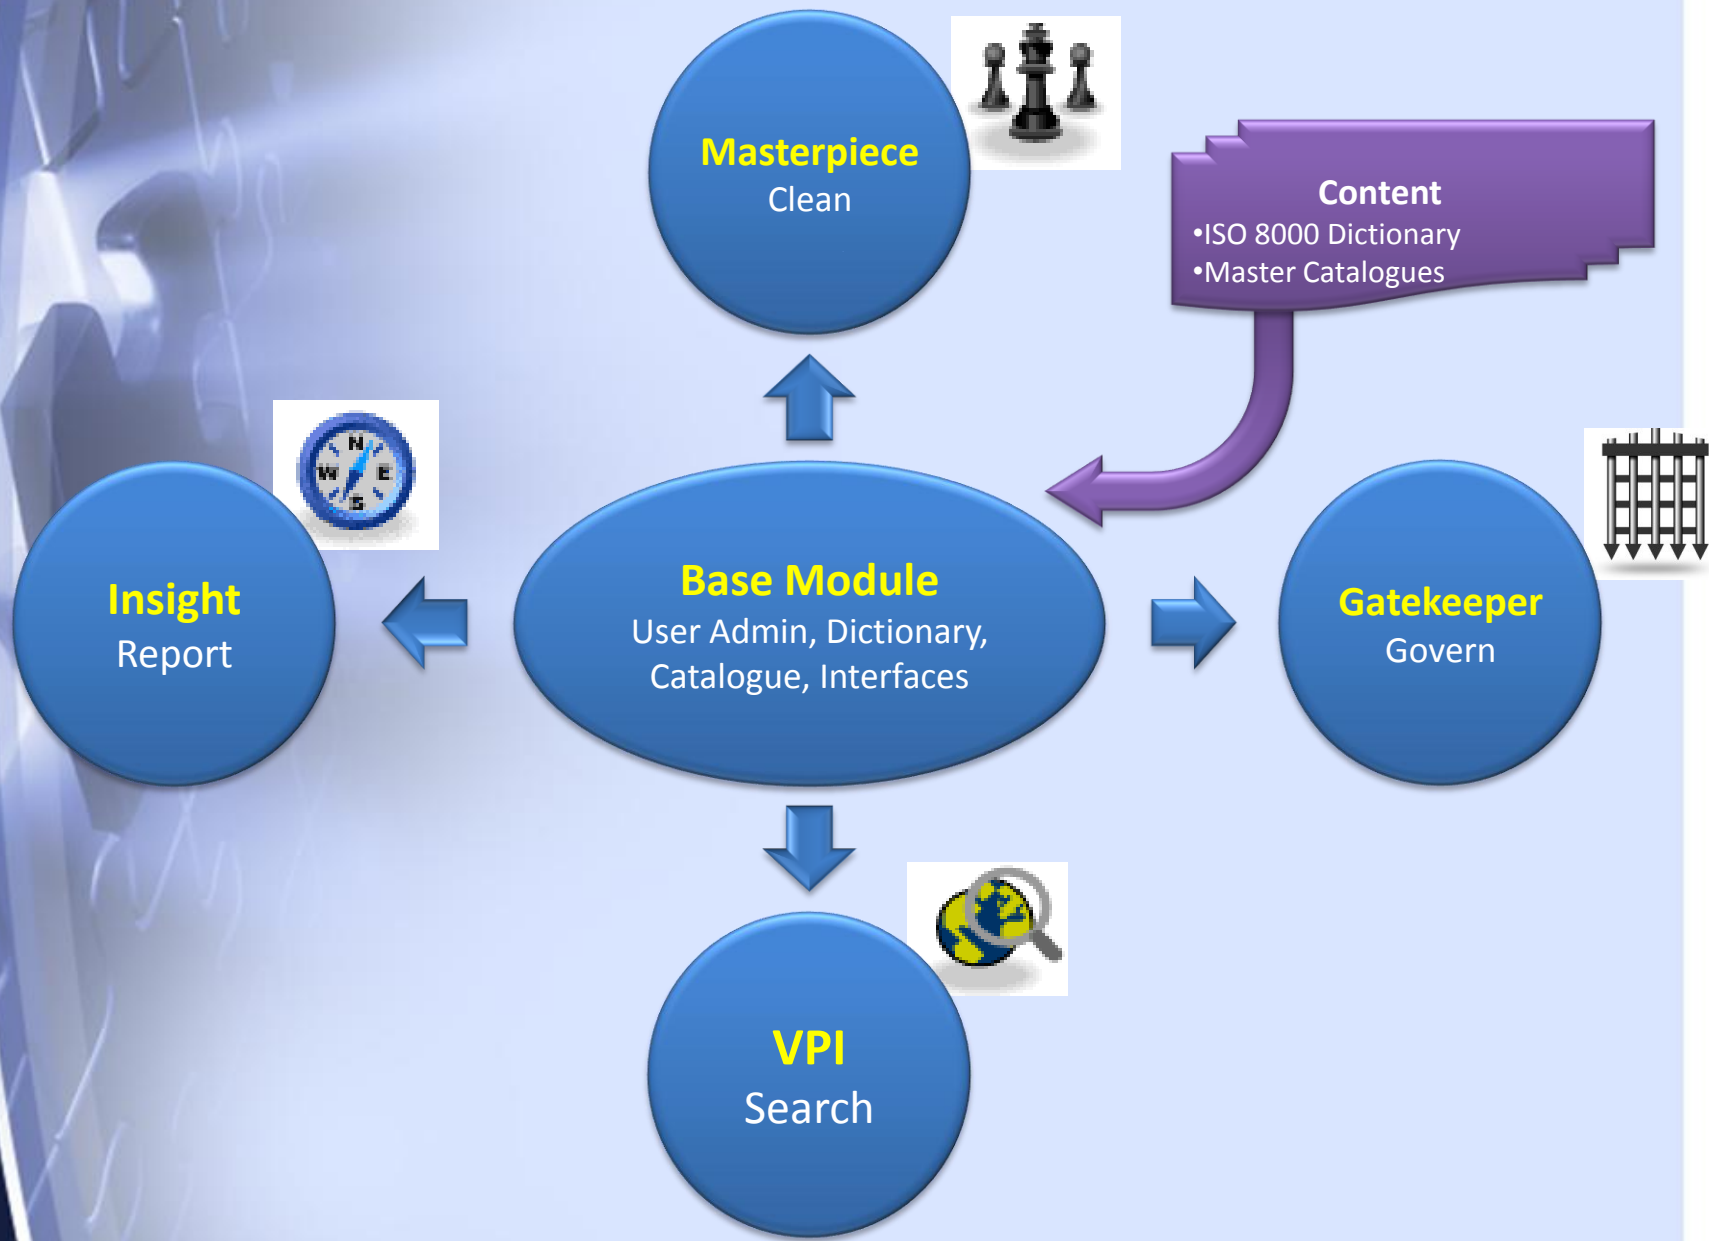 Masterpiece
Clean
Content
•ISO 8000 Dictionary
•Master Catalogues
N
W E
S
Insight
Report
Base Module
User Admin, Dictionary,
Catalogue, Interfaces
Gatekeeper
Govern
VPI
Search